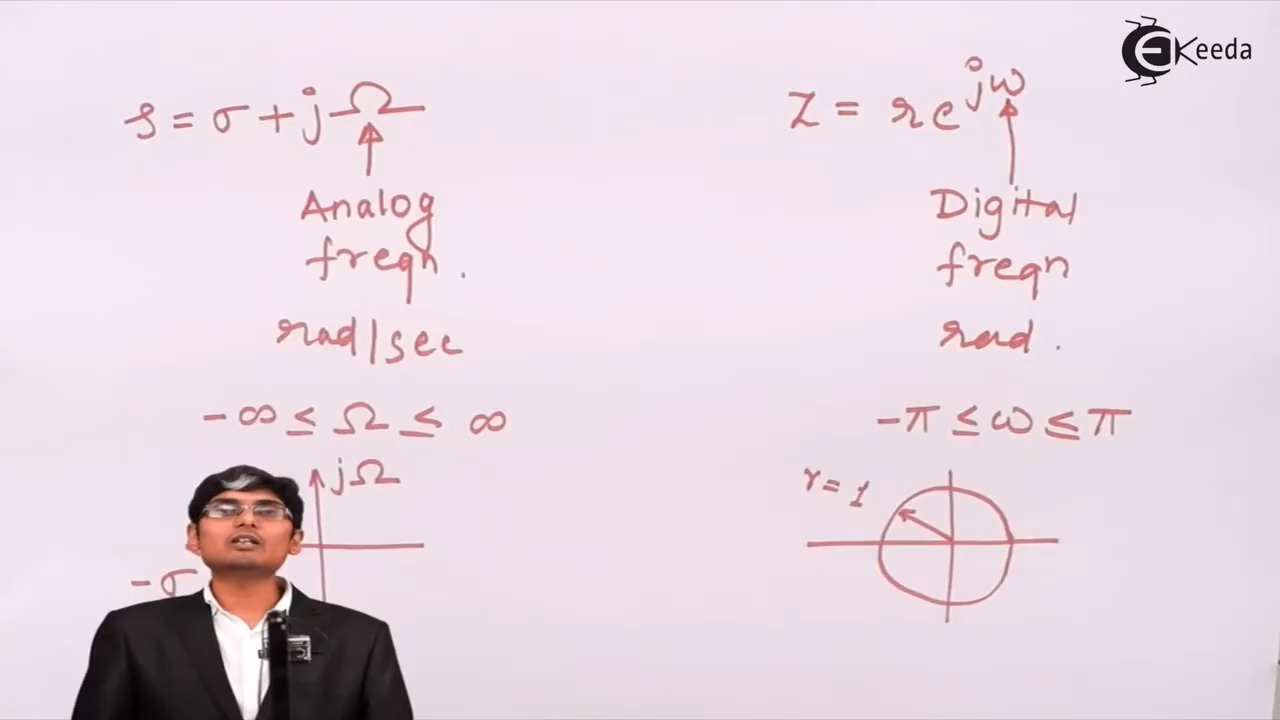 EKeeda
s = σ + jΩ
Analog
freqn.
rad/sec
-∞ ≤ Ω ≤ ∞
jΩ
-σ
Z = re^jω
Digital
freqn
rad.
-π ≤ ω ≤ π
r = 1